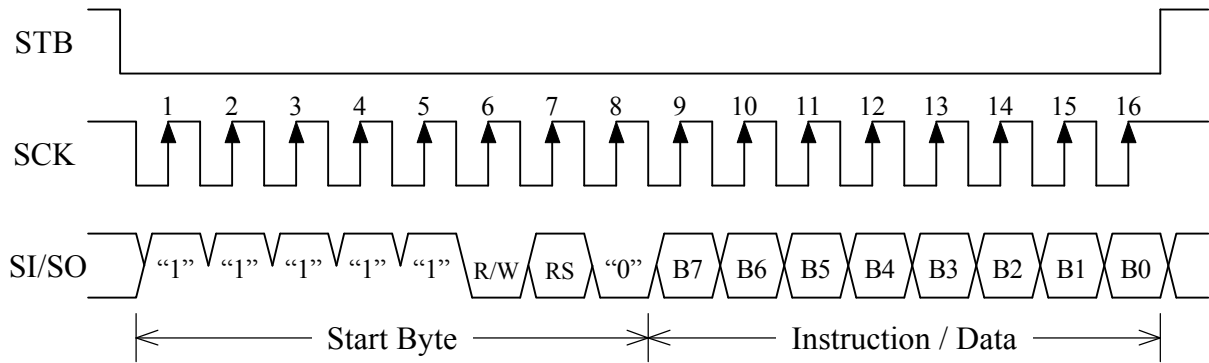 STB
1 2 3 4 5 6 7 8 9 10 11 12 13 14 15 16
SCK
SI/SO “1” “1” “1” “1” “1” R/W RS “0” B7 B6 B5 B4 B3 B2 B1 B0
Start Byte Instruction / Data